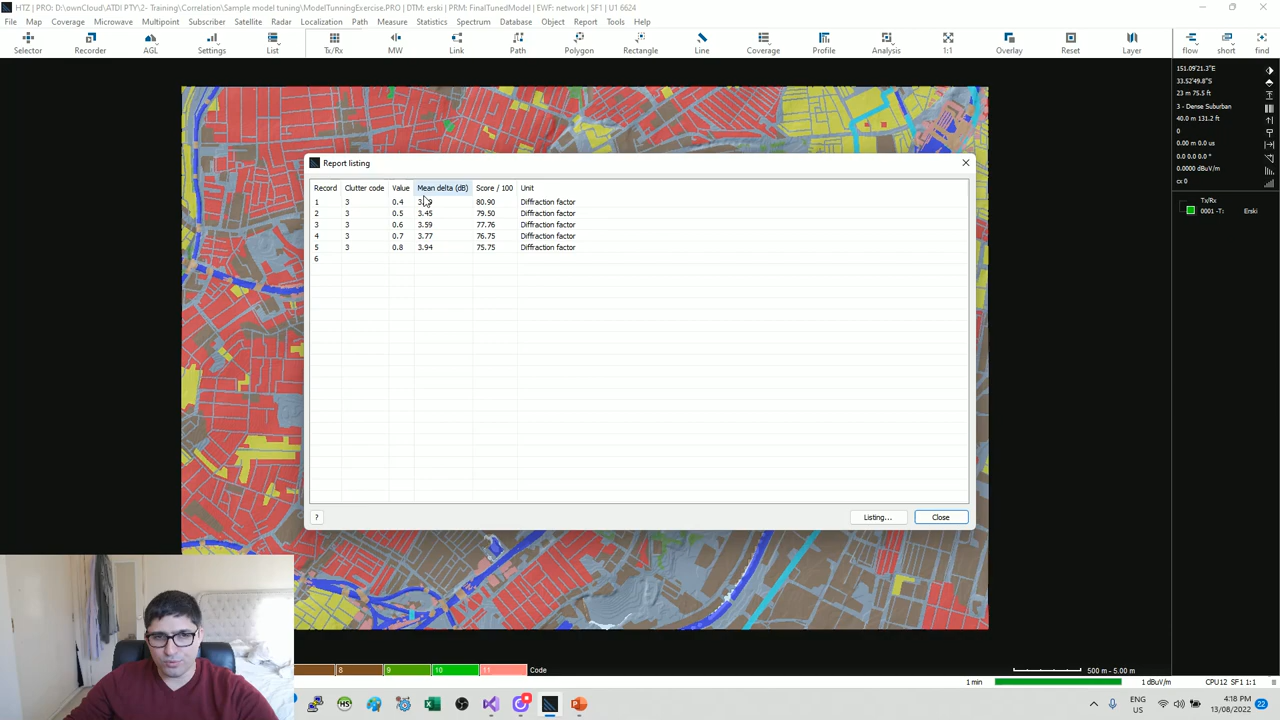 HTZ | PRO: D:\ownCloud\ATDI PTY\2- Training\Correlation\Sample model tuning\ModelTunningExercise.PRO | DTM: erski | PRM: FinalTunedModel | EWF: network | SF1 | U1 6624
File Map Coverage Microwave Multipoint Subscriber Satellite Radar Localization Path Measure Statistics Spectrum Database Object Report Tools Help
Selector Recorder AGL Settings List Tx/Rx MW Link Path Polygon Rectangle Line Coverage Profile Analysis 1:1 Overlay Reset Layer flow short find
151.09'21.3"E
33.52'49.8"S
23 m 75.5 ft
3 - Dense Suburban
40.0 m 131.2 ft
0
0.00 m 0.0 us
0.0 0.0 0.0 °
0.0000 dBuV/m
cx 0
Tx/Rx
0001 -T: Erski
Report listing
Record Clutter code Value Mean delta (dB) Score / 100 Unit
1 3 0.4 80.90 Diffraction factor
2 3 0.5 3.45 79.50 Diffraction factor
3 3 0.6 3.59 77.76 Diffraction factor
4 3 0.7 3.77 76.75 Diffraction factor
5 3 0.8 3.94 75.75 Diffraction factor
6
? Listing... Close
8 9 10 11 Code
500 m - 5.00 m
1 min 1 dBuV/m CPU12 SF1 1:1
ENG
US
4:18 PM
13/08/2022
22